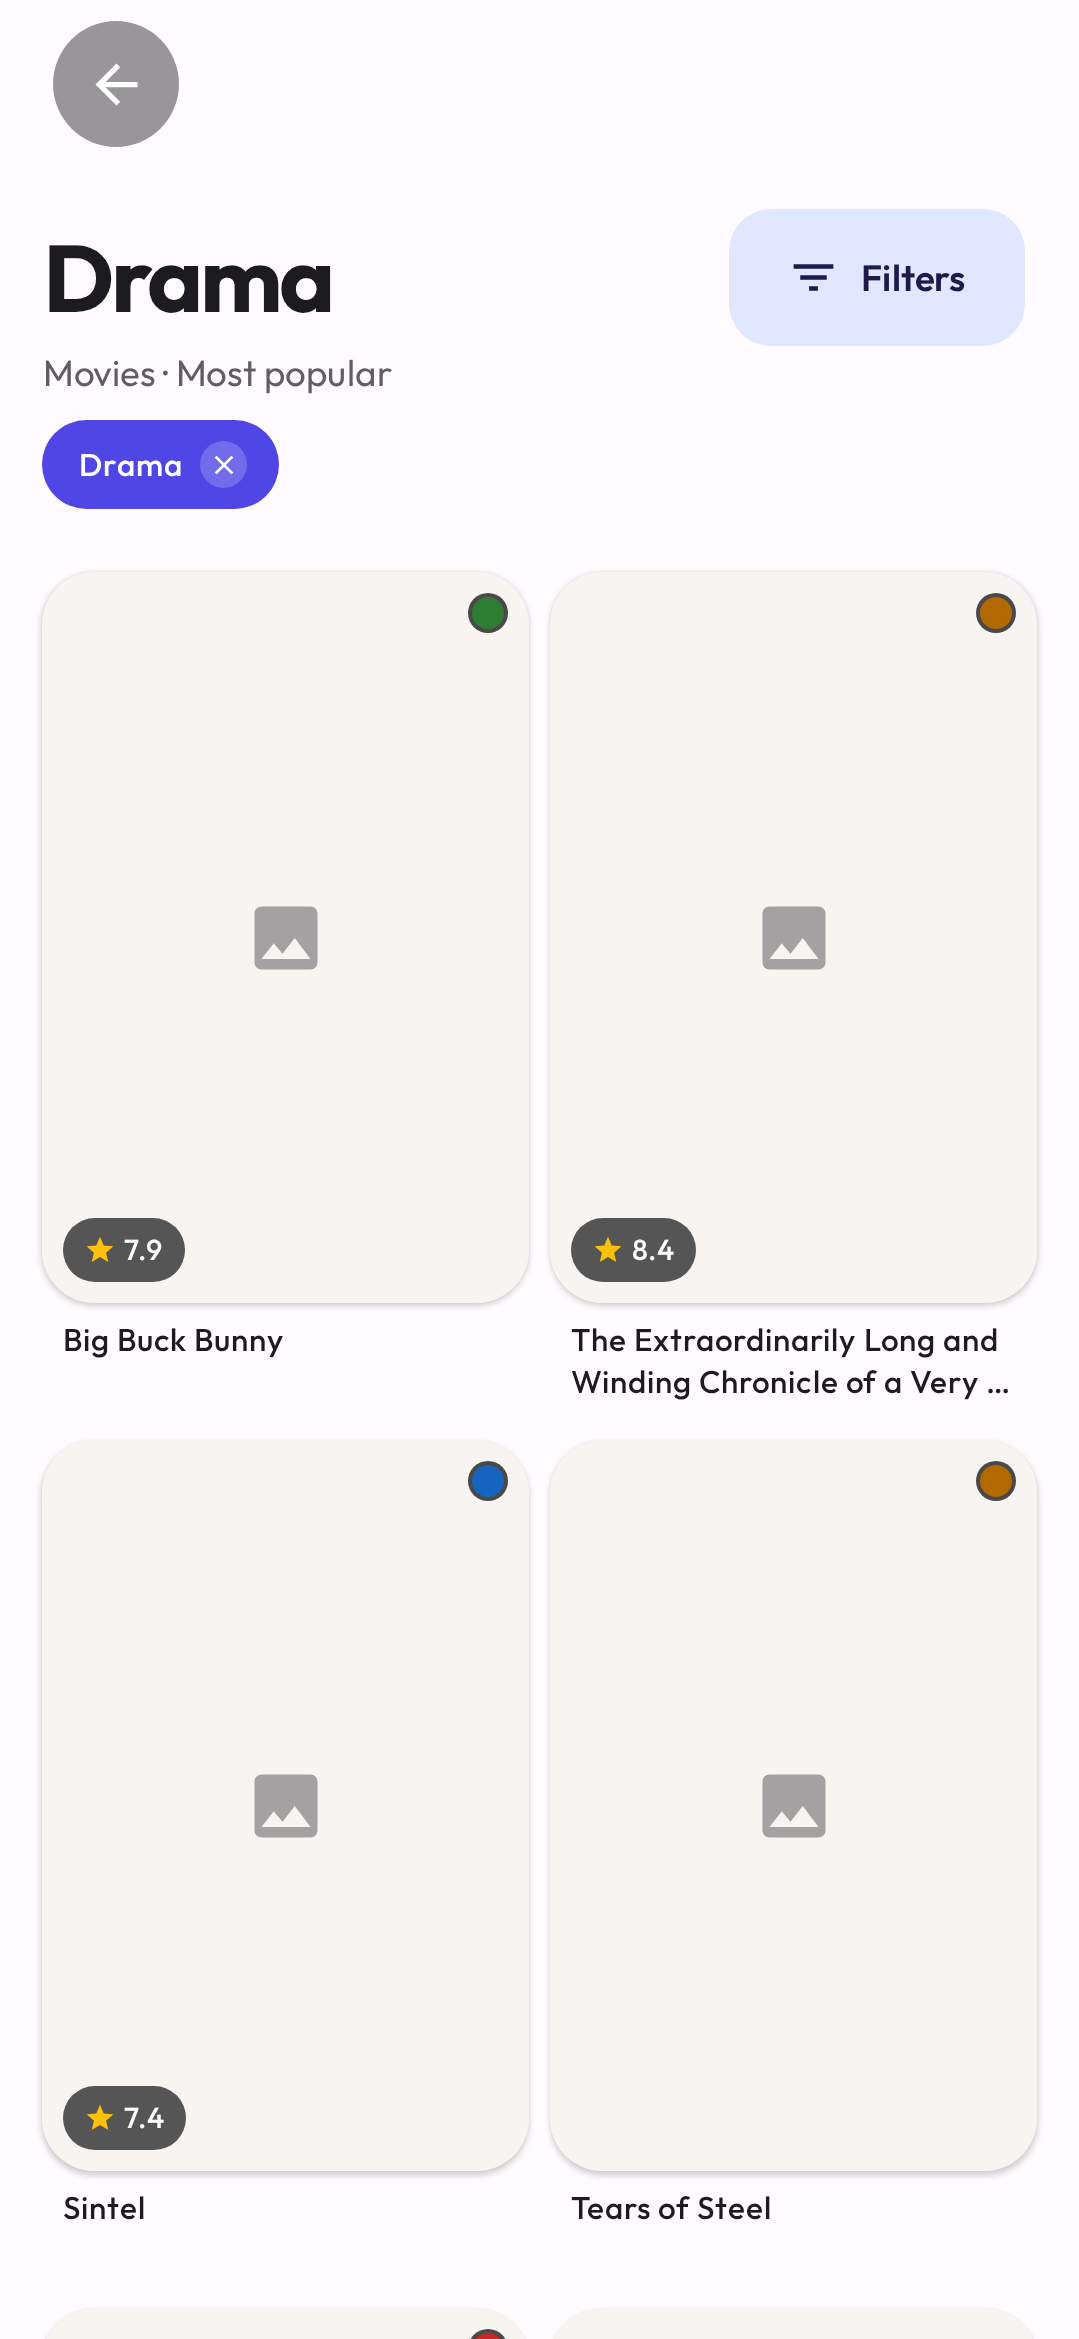 Drama
Filters
Movies · Most popular
Drama
7.9
8.4
Big Buck Bunny
The Extraordinarily Long and
Winding Chronicle of a Very ...
7.4
Sintel
Tears of Steel